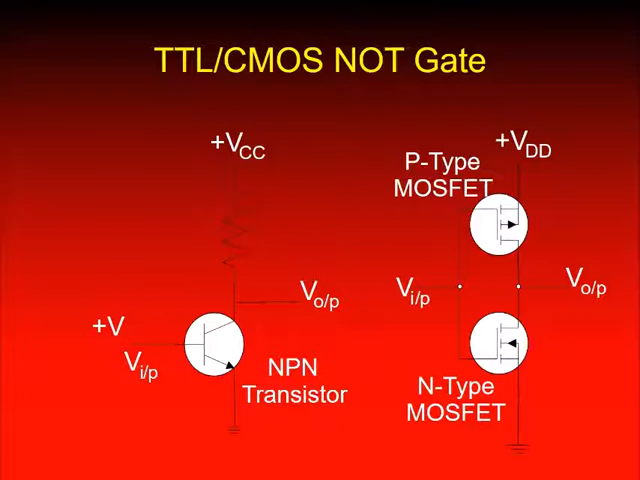 TTL/CMOS NOT Gate
+VCC
+VDD
P-Type
MOSFET
Vo/p
Vi/p
Vo/p
+V
Vi/p
NPN
Transistor
N-Type
MOSFET